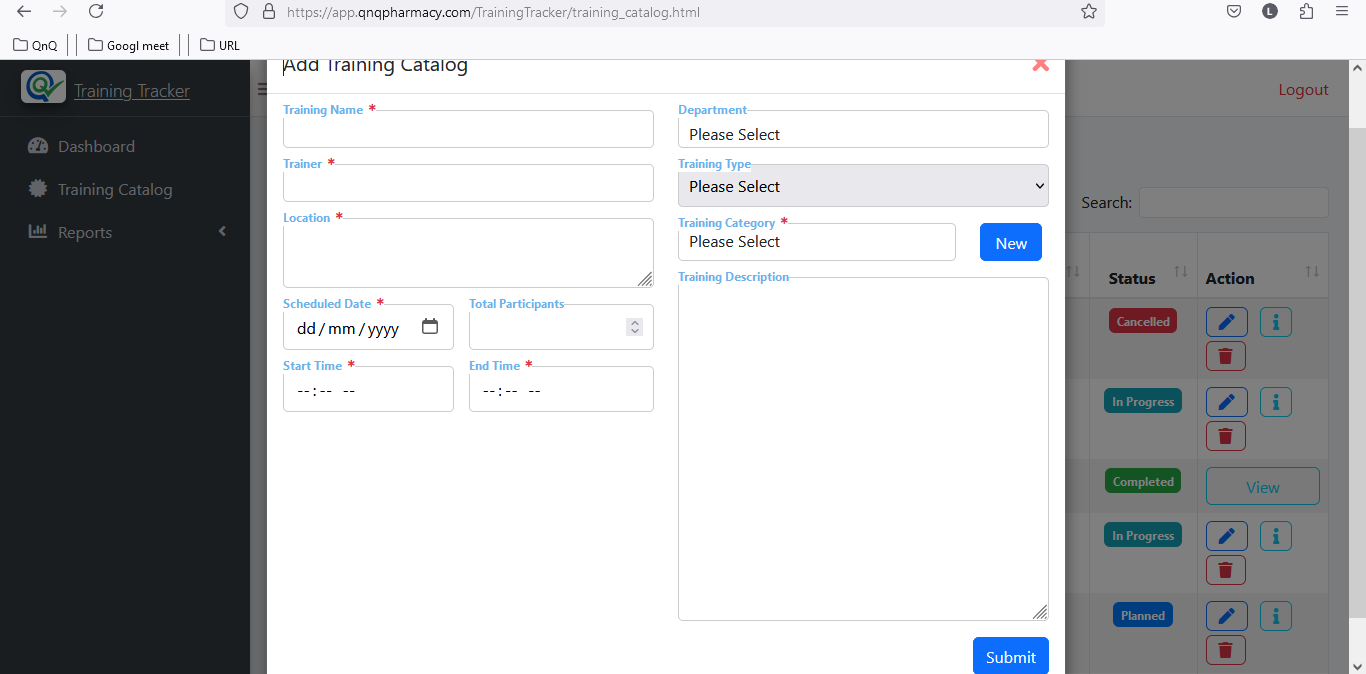 https://app.qnqpharmacy.com/TrainingTracker/training_catalog.html
L
QnQ
Googl meet
URL
Training Tracker
Dashboard
Training Catalog
Reports
Add Training Catalog
Training Name *
Trainer *
Location *
Scheduled Date *
dd/mm/yyyy
Total Participants
Start Time *
--:-- --
End Time *
--:-- --
Department
Please Select
Training Type
Please Select
Training Category *
Please Select
New
Training Description
Submit
Logout
Search:
Status
Action
Cancelled
In Progress
Completed
View
In Progress
Planned